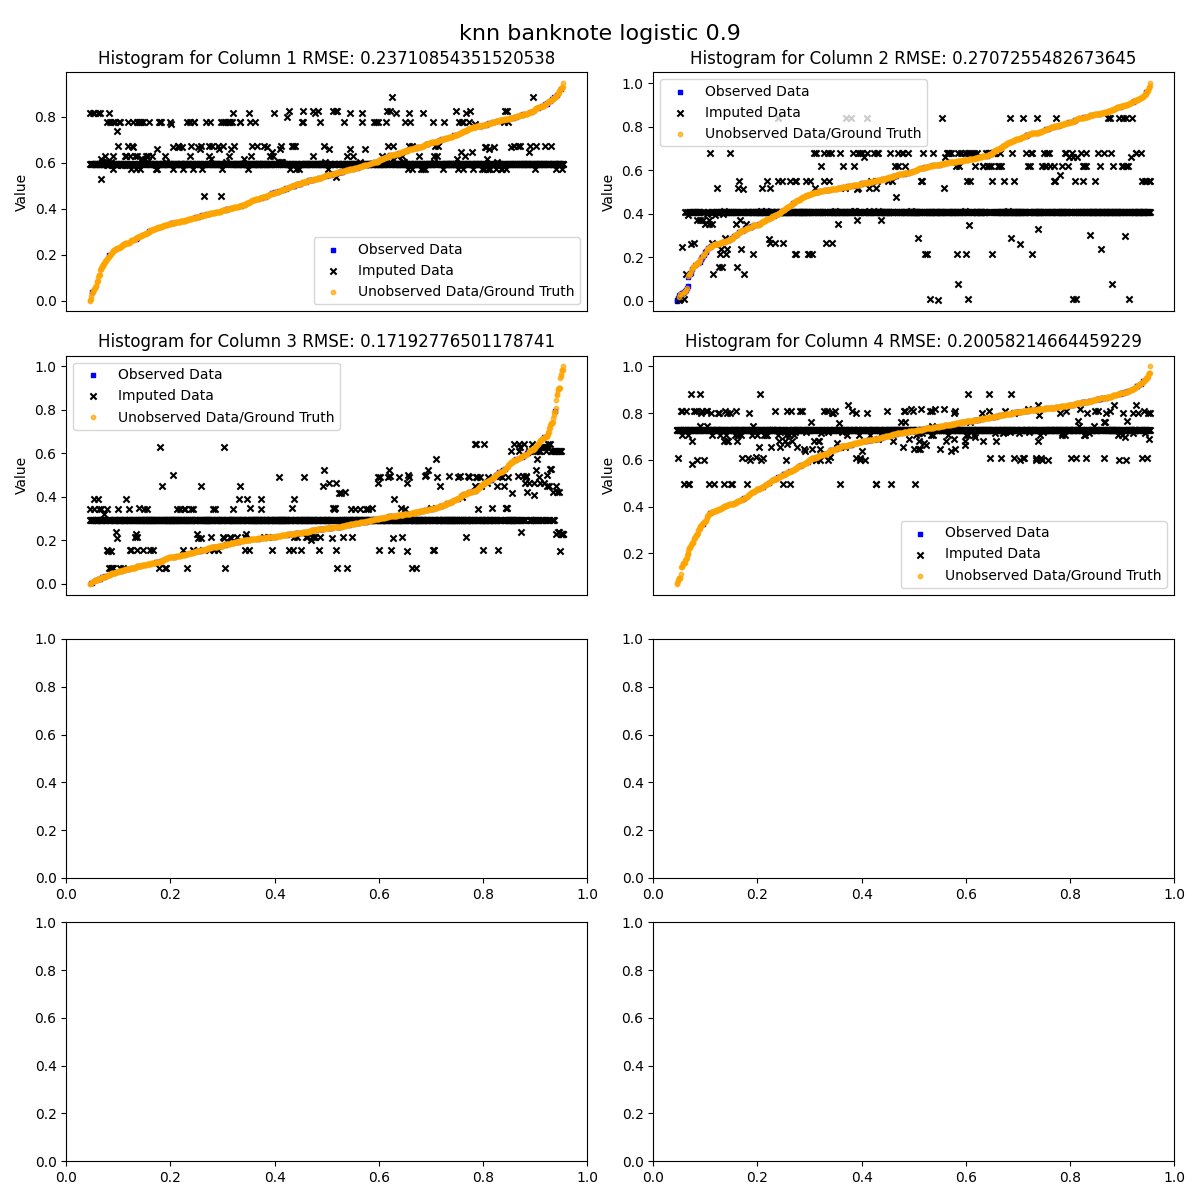 knn banknote logistic 0.9
Histogram for Column 1 RMSE: 0.23710854351520538
Value
0.8
0.6
0.4
0.2
0.0
Observed Data
Imputed Data
Unobserved Data/Ground Truth
Histogram for Column 2 RMSE: 0.2707255482673645
Value
1.0
0.8
0.6
0.4
0.2
0.0
Observed Data
Imputed Data
Unobserved Data/Ground Truth
Histogram for Column 3 RMSE: 0.17192776501178741
Value
1.0
0.8
0.6
0.4
0.2
0.0
Observed Data
Imputed Data
Unobserved Data/Ground Truth
Histogram for Column 4 RMSE: 0.20058214664459229
Value
1.0
0.8
0.6
0.4
0.2
Observed Data
Imputed Data
Unobserved Data/Ground Truth
1.0
0.8
0.6
0.4
0.2
0.0
0.0 0.2 0.4 0.6 0.8 1.0
1.0
0.8
0.6
0.4
0.2
0.0
0.0 0.2 0.4 0.6 0.8 1.0
1.0
0.8
0.6
0.4
0.2
0.0
0.0 0.2 0.4 0.6 0.8 1.0
1.0
0.8
0.6
0.4
0.2
0.0
0.0 0.2 0.4 0.6 0.8 1.0